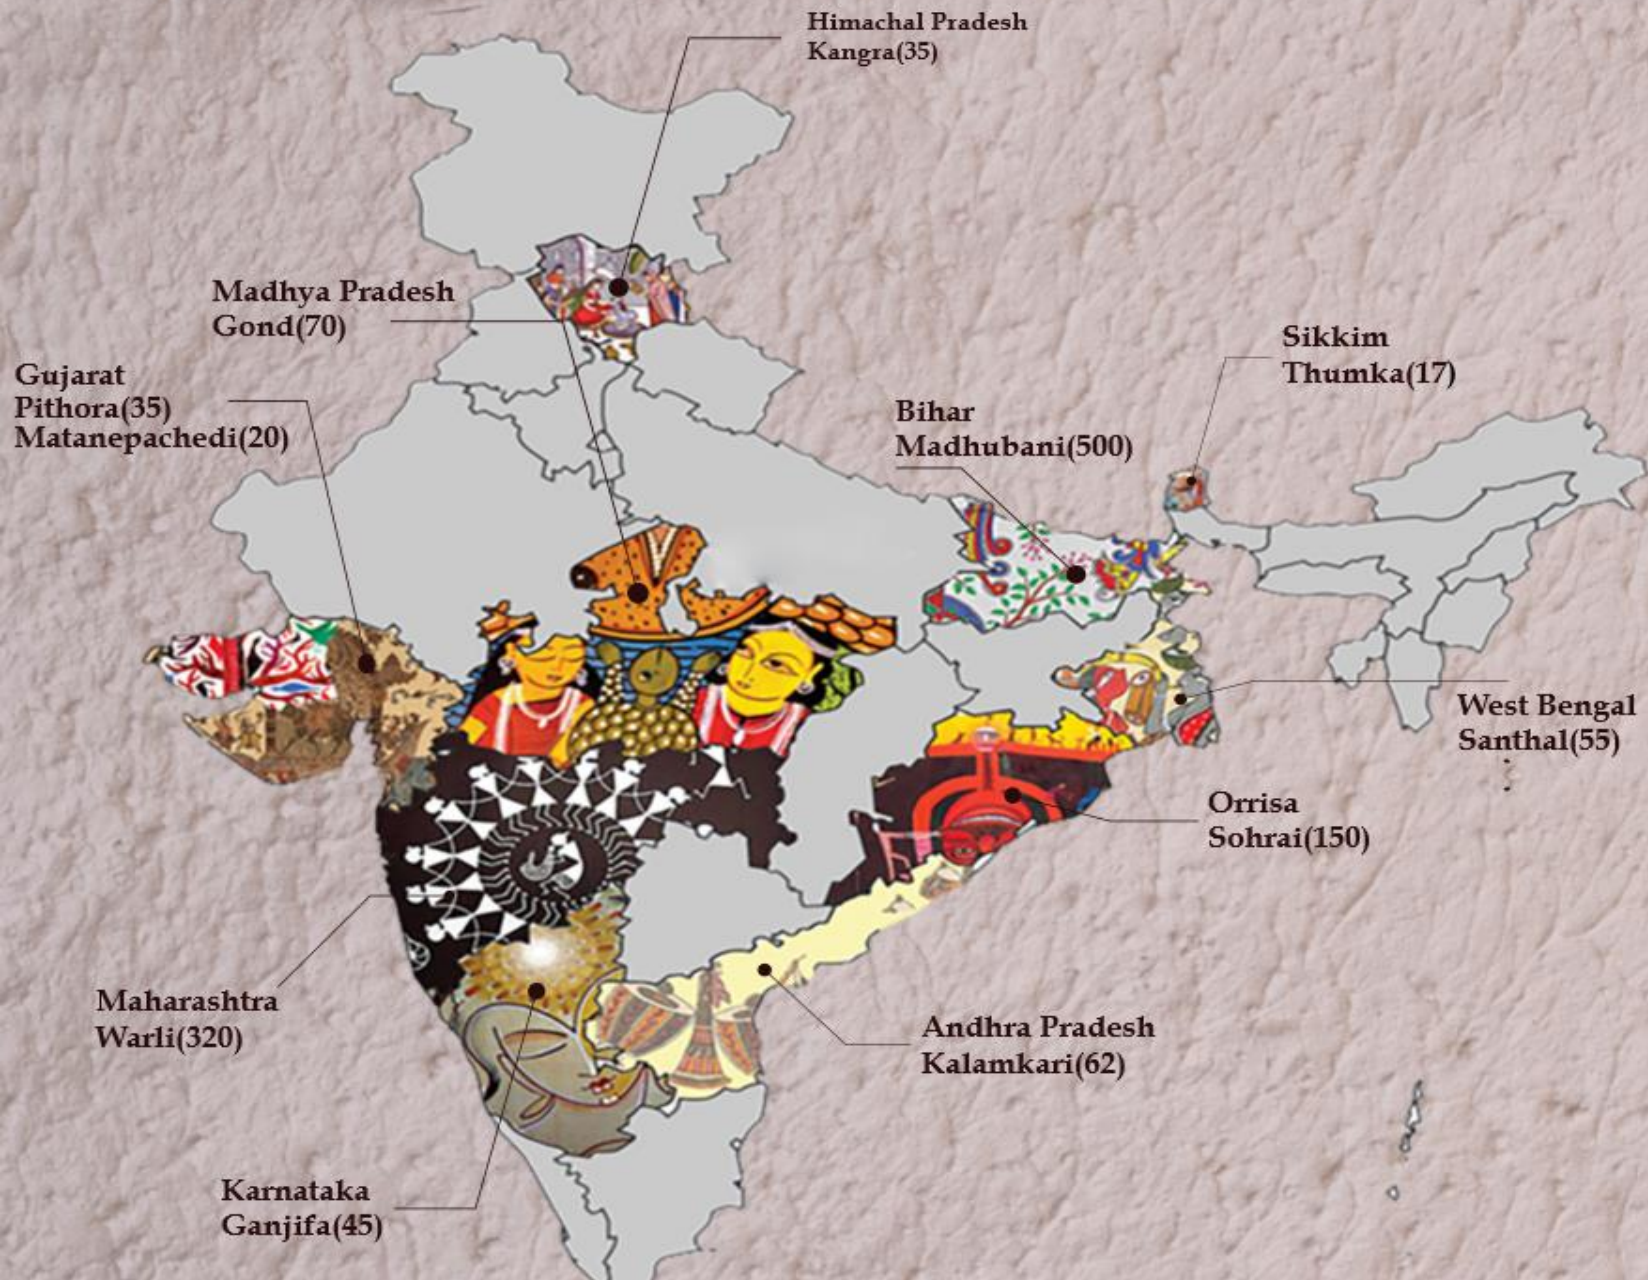 Himachal Pradesh
Kangra(35)
Madhya Pradesh
Gond(70)
Gujarat
Pithora(35)
Matanepachedi(20)
Sikkim
Thumka(17)
Bihar
Madhubani(500)
West Bengal
Santhal(55)
Orrisa
Sohrai(150)
Maharashtra
Warli(320)
Andhra Pradesh
Kalamkari(62)
Karnataka
Ganjifa(45)